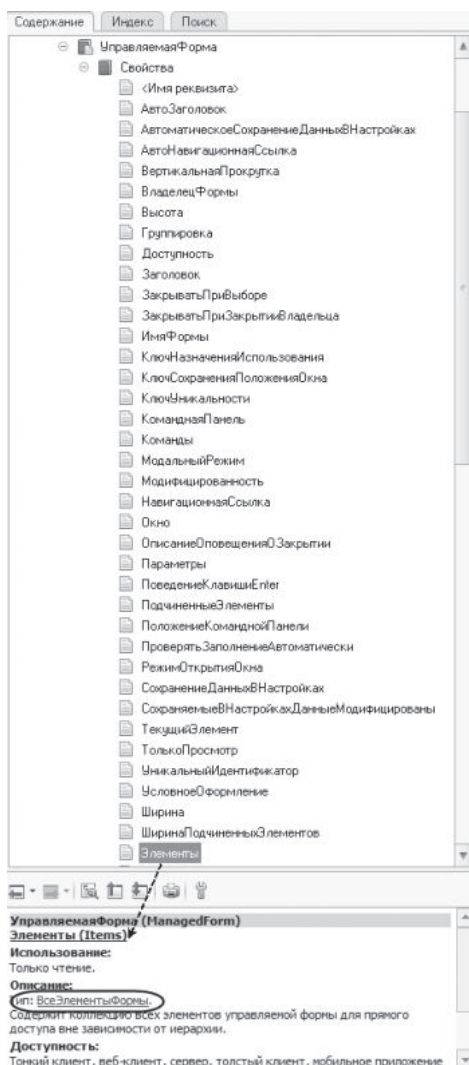 Содержание Индекс Поиск
УправляемаяФорма
Свойства
<Имя реквизита>
АвтоЗаголовок
АвтоматическоеСохранениеДанныхВНастройках
АвтоНавигационнаяСсылка
ВертикальнаяПрокрутка
ВладелецФормы
Высота
Группировка
Доступность
Заголовок
ЗакрыватьПриВыборе
ЗакрыватьПриЗакрытииВладельца
ИмяФормы
КлючНазначенияИспользования
КлючСохраненияПоложенияОкна
КлючУникальности
КоманднаяПанель
Команды
МодальныйРежим
Модифицированность
НавигационнаяСсылка
Окно
ОписаниеОповещенияОЗакрытии
Параметры
ПоведениеКлавишиEnter
ПодчиненныеЭлементы
ПоложениеКоманднойПанели
ПроверятьЗаполнениеАвтоматически
РежимОткрытияОкна
СохранениеДанныхВНастройках
СохраняемыеВНастройкахДанныеМодифицированы
ТекущийЭлемент
ТолькоПросмотр
УникальныйИдентификатор
УсловноеОформление
Ширина
ШиринаПодчиненныхЭлементов
Элементы
УправляемаяФорма (ManagedForm)
Элементы (Items)
Использование:
Только чтение.
Описание:
Тип: ВсеЭлементыФормы.
Содержит коллекцию всех элементов управляемой формы для прямого
доступа вне зависимости от иерархии.
Доступность:
Тонкий клиент, веб-клиент, сервер, толстый клиент, мобильное приложение